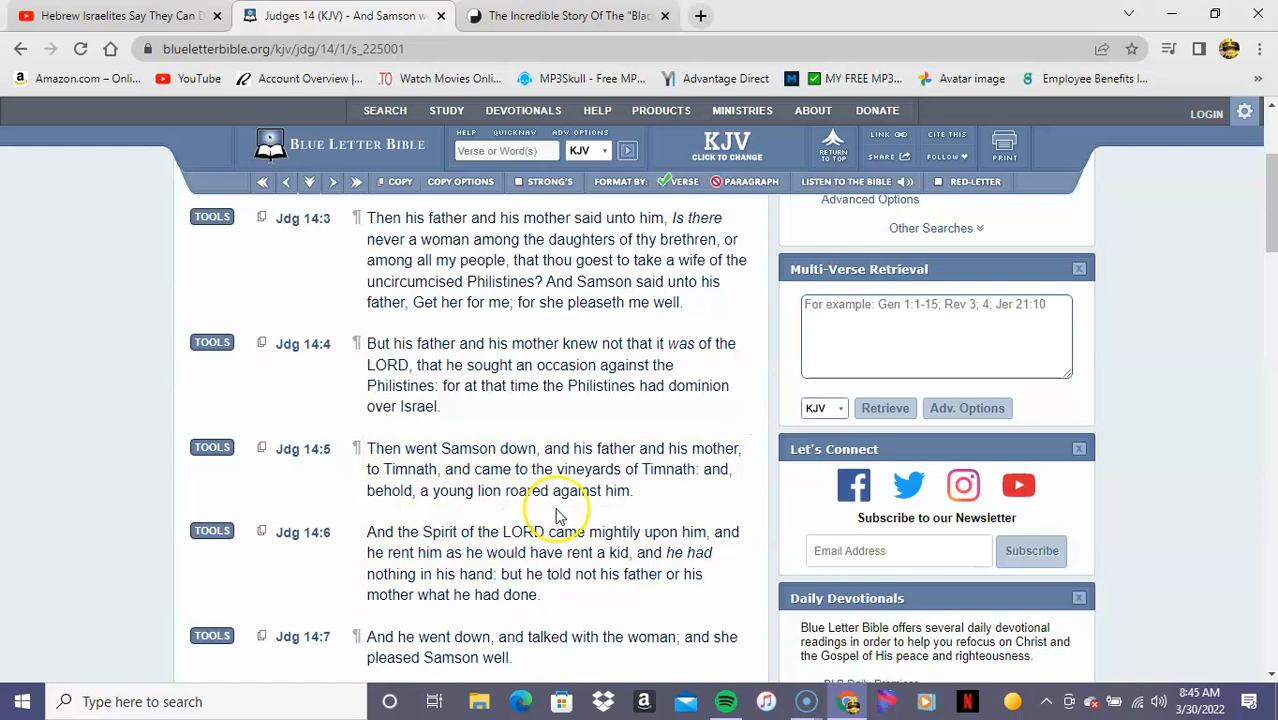 Hebrew Israelites Say They Can D
Judges 14 (KJV) - And Samson w
The Incredible Story Of The "Blac
blueletterbible.org/kjv/jdg/14/1/s_225001
Amazon.com – Onli...
YouTube
Account Overview |...
Watch Movies Onlin...
MP3Skull - Free MP...
Advantage Direct
MY FREE MP3...
Avatar image
Employee Benefits I...
SEARCH STUDY DEVOTIONALS HELP PRODUCTS MINISTRIES ABOUT DONATE
LOGIN
BLUE LETTER BIBLE
HELP QUICKNAV ADV. OPTIONS
Verse or Word(s)
KJV
KJV
CLICK TO CHANGE
RETURN
TO TOP
LINK
SHARE
CITE THIS
FOLLOW
PRINT
COPY COPY OPTIONS STRONG'S FORMAT BY: VERSE PARAGRAPH LISTEN TO THE BIBLE RED-LETTER
TOOLS
Jdg 14:3
¶ Then his father and his mother said unto him, Is there
never a woman among the daughters of thy brethren, or
among all my people, that thou goest to take a wife of the
uncircumcised Philistines? And Samson said unto his
father, Get her for me; for she pleaseth me well.
TOOLS
Jdg 14:4
¶ But his father and his mother knew not that it was of the
LORD, that he sought an occasion against the
Philistines: for at that time the Philistines had dominion
over Israel.
TOOLS
Jdg 14:5
¶ Then went Samson down, and his father and his mother,
to Timnath, and came to the vineyards of Timnath: and,
behold, a young lion roared against him.
TOOLS
Jdg 14:6
And the Spirit of the LORD came mightily upon him, and
he rent him as he would have rent a kid, and he had
nothing in his hand: but he told not his father or his
mother what he had done.
TOOLS
Jdg 14:7
¶ And he went down, and talked with the woman; and she
pleased Samson well.
Advanced Options
Other Searches
Multi-Verse Retrieval
For example: Gen 1:1-15; Rev 3; 4; Jer 21:10
KJV
Retrieve
Adv. Options
Let's Connect
Subscribe to our Newsletter
Email Address
Subscribe
Daily Devotionals
Blue Letter Bible offers several daily devotional
readings in order to help you refocus on Christ and
the Gospel of His peace and righteousness.
Type here to search
8:45 AM
3/30/2022